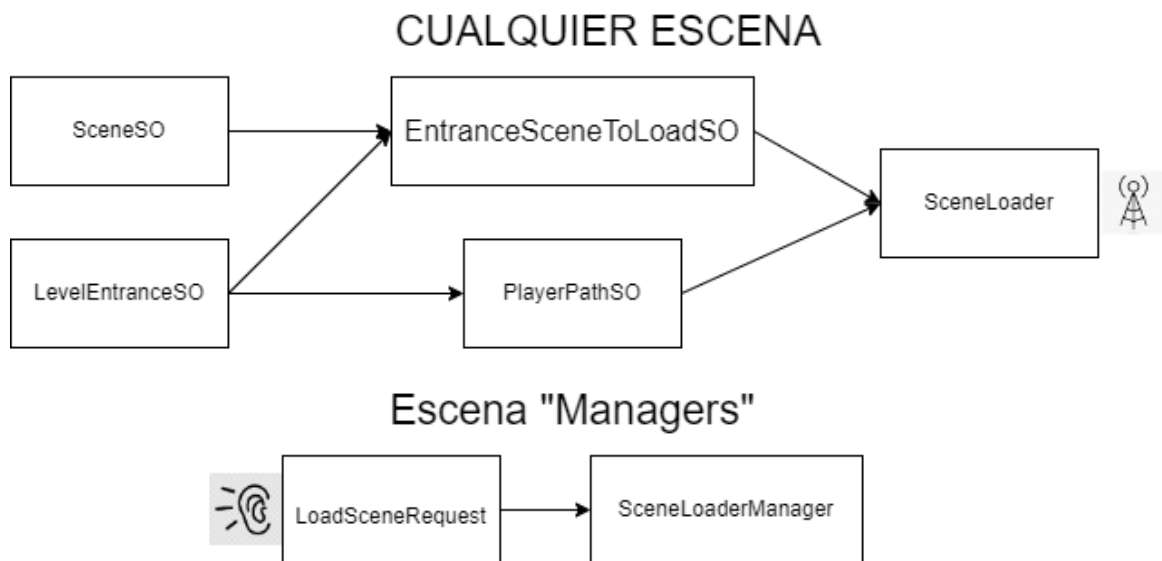 CUALQUIER ESCENA
SceneSO
EntranceSceneToLoadSO
SceneLoader
LevelEntranceSO
PlayerPathSO
Escena "Managers"
LoadSceneRequest
SceneLoaderManager